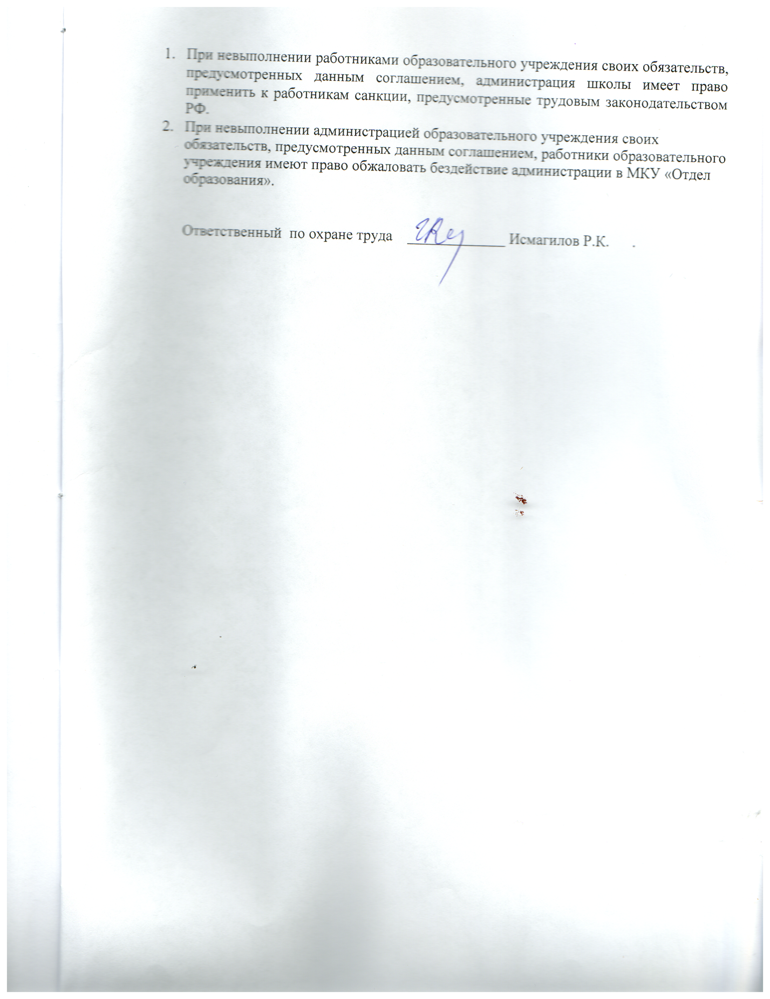 1. При невыполнении работниками образовательного учреждения своих обязательств,
предусмотренных данным соглашением, администрация школы имеет право
применить к работникам санкции, предусмотренные трудовым законодательством
РФ.
2. При невыполнении администрацией образовательного учреждения своих
обязательств, предусмотренных данным соглашением, работники образовательного
учреждения имеют право обжаловать бездействие администрации в МКУ «Отдел
образования».
Ответственный по охране труда ______________ Исмагилов Р.К. .